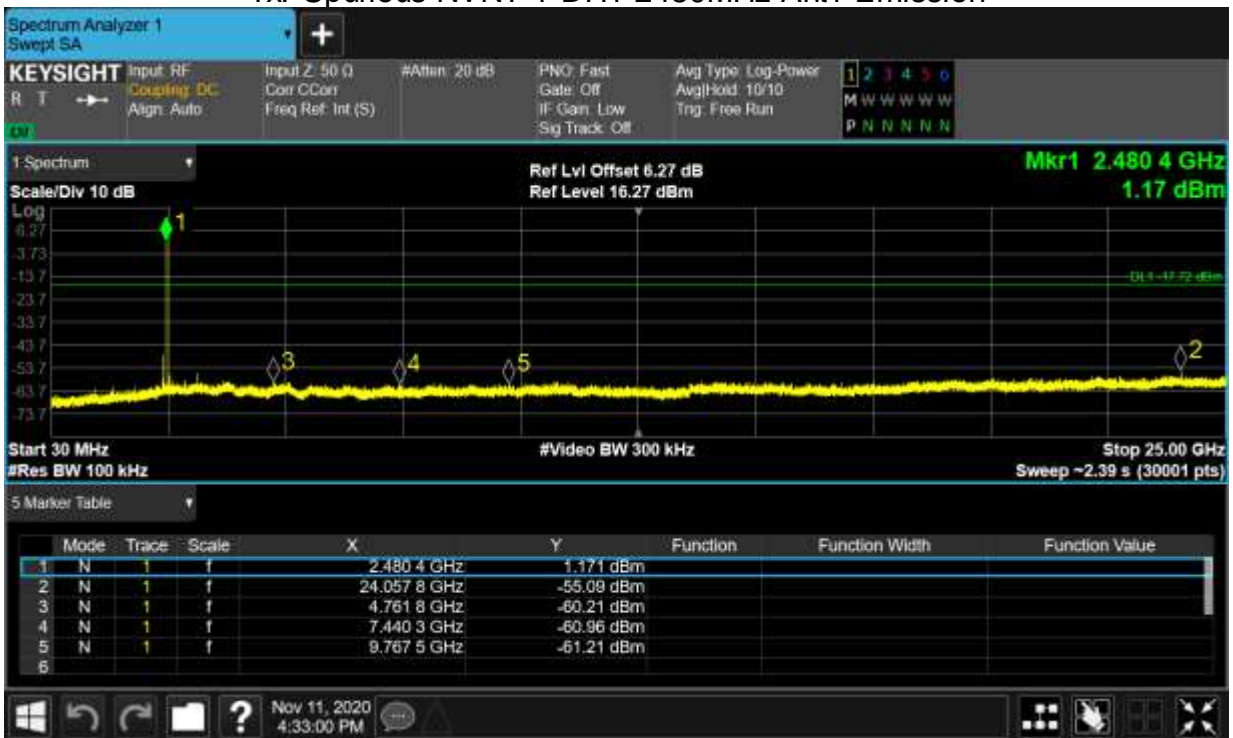 Spectrum Analyzer 1
Swept SA
+
KEYSIGHT
R T
Input: RF
Coupling: DC
Align: Auto
Input Z: 50 Ω
Corr CCorr
Freq Ref: Int (S)
#Atten: 20 dB
PNO: Fast
Gate: Off
IF Gain: Low
Sig Track: Off
Avg Type: Log-Power
Avg|Hold: 10/10
Trig: Free Run
1 2 3 4 5 6
M W W W W W
P N N N N N
1 Spectrum
Scale/Div 10 dB
Ref Lvl Offset 6.27 dB
Ref Level 16.27 dBm
Mkr1 2.480 4 GHz
1.17 dBm
Log
6.27
-3.73
-13.7
-23.7
-33.7
-43.7
-53.7
-63.7
-73.7
1
3
4
5
2
DL1 -17.72 dBm
Start 30 MHz
#Video BW 300 kHz
Stop 25.00 GHz
#Res BW 100 kHz
Sweep ~2.39 s (30001 pts)
5 Marker Table
Mode Trace Scale X Y Function Function Width Function Value
1 N 1 f 2.480 4 GHz 1.171 dBm
2 N 1 f 24.057 8 GHz -55.09 dBm
3 N 1 f 4.761 8 GHz -60.21 dBm
4 N 1 f 7.440 3 GHz -60.96 dBm
5 N 1 f 9.767 5 GHz -61.21 dBm
6
?
Nov 11, 2020
4:33:00 PM